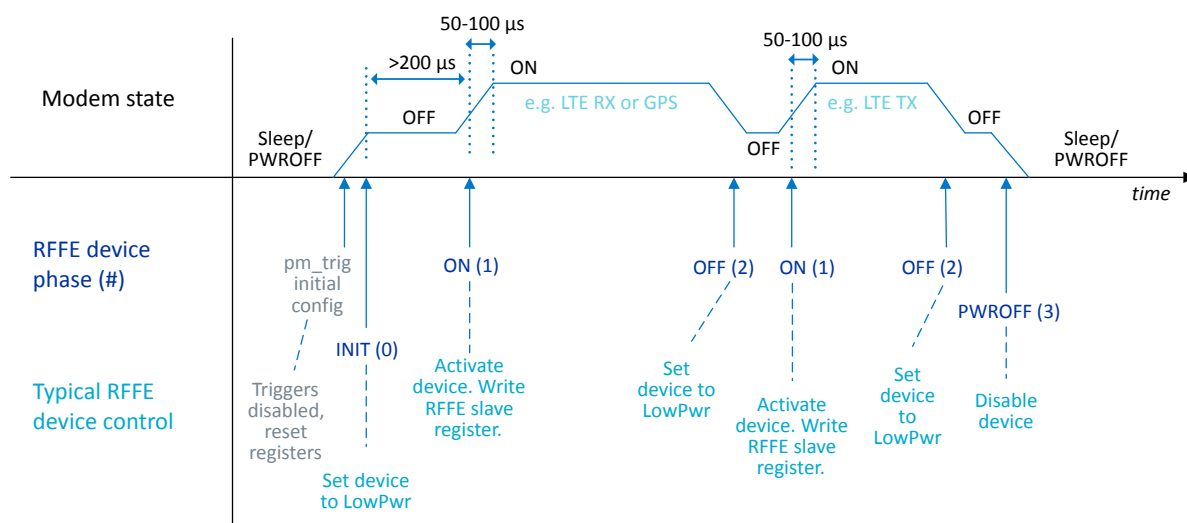 50-100 µs
50-100 µs
>200 µs
ON
ON
Modem state
e.g. LTE RX or GPS
e.g. LTE TX
Sleep/
PWROFF
OFF
OFF
OFF
Sleep/
PWROFF
time
RFFE device
phase (#)
pm_trig
initial
config
INIT (0)
ON (1)
OFF (2)
ON (1)
OFF (2)
PWROFF (3)
Typical RFFE
device control
Triggers
disabled,
reset
registers
Set device
to LowPwr
Activate
device. Write
RFFE slave
register.
Set
device to
LowPwr
Activate
device. Write
RFFE slave
register.
Set
device
to
LowPwr
Disable
device